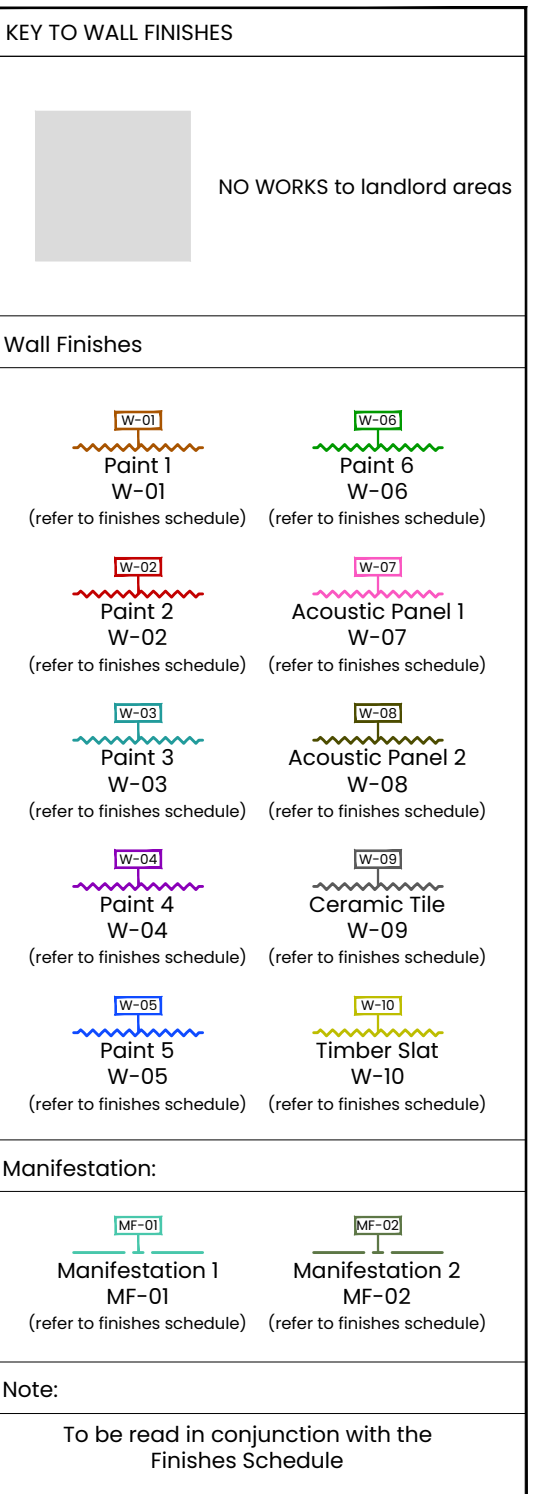 KEY TO WALL FINISHES
NO WORKS to landlord areas
Wall Finishes
W-01
Paint 1
W-01
(refer to finishes schedule)
W-06
Paint 6
W-06
(refer to finishes schedule)
W-02
Paint 2
W-02
(refer to finishes schedule)
W-07
Acoustic Panel 1
W-07
(refer to finishes schedule)
W-03
Paint 3
W-03
(refer to finishes schedule)
W-08
Acoustic Panel 2
W-08
(refer to finishes schedule)
W-04
Paint 4
W-04
(refer to finishes schedule)
W-09
Ceramic Tile
W-09
(refer to finishes schedule)
W-05
Paint 5
W-05
(refer to finishes schedule)
W-10
Timber Slat
W-10
(refer to finishes schedule)
Manifestation:
MF-01
Manifestation 1
MF-01
(refer to finishes schedule)
MF-02
Manifestation 2
MF-02
(refer to finishes schedule)
Note:
To be read in conjunction with the
Finishes Schedule